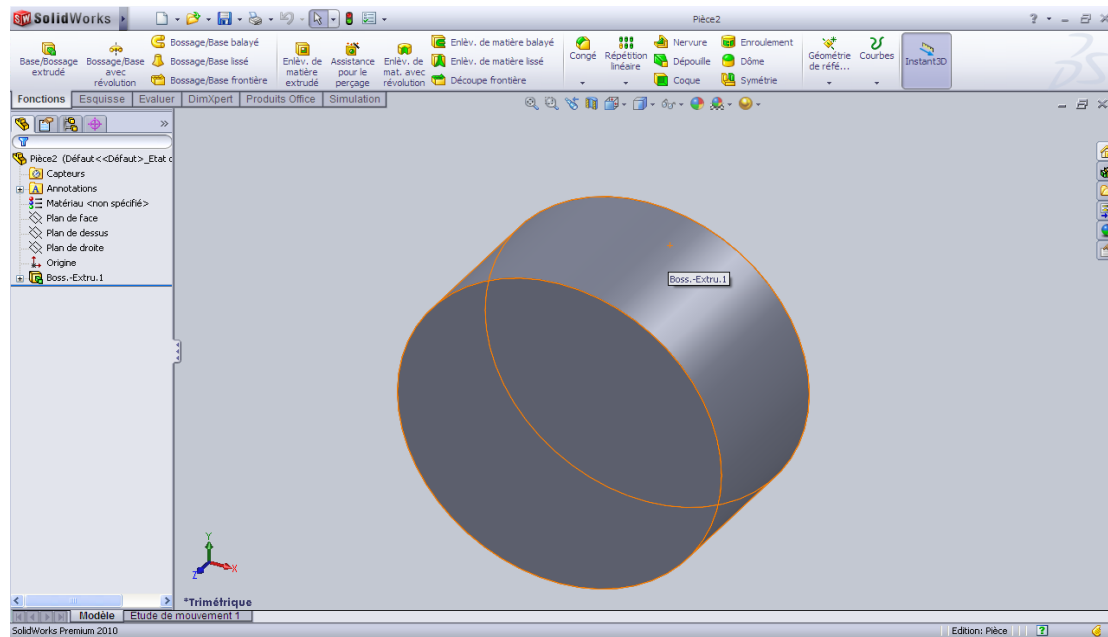 SolidWorks
Pièce2
Base/Bossage extrudé
Bossage/Base avec révolution
Bossage/Base balayé
Bossage/Base lissé
Bossage/Base frontière
Enlèv. de matière extrudé
Assistance pour le perçage
Enlèv. de mat. avec révolution
Enlèv. de matière balayé
Enlèv. de matière lissé
Découpe frontière
Congé
Répétition linéaire
Nervure
Dépouille
Coque
Enroulement
Dôme
Symétrie
Géométrie de réfé...
Courbes
Instant3D
Fonctions
Esquisse
Evaluer
DimXpert
Produits Office
Simulation
Pièce2 (Défaut<<Défaut>_Etat d
Capteurs
Annotations
Matériau <non spécifié>
Plan de face
Plan de dessus
Plan de droite
Origine
Boss.-Extru.1
Boss.-Extru.1
Y
X
Z
*Trimétrique
Modèle
Etude de mouvement 1
SolidWorks Premium 2010
Edition: Pièce